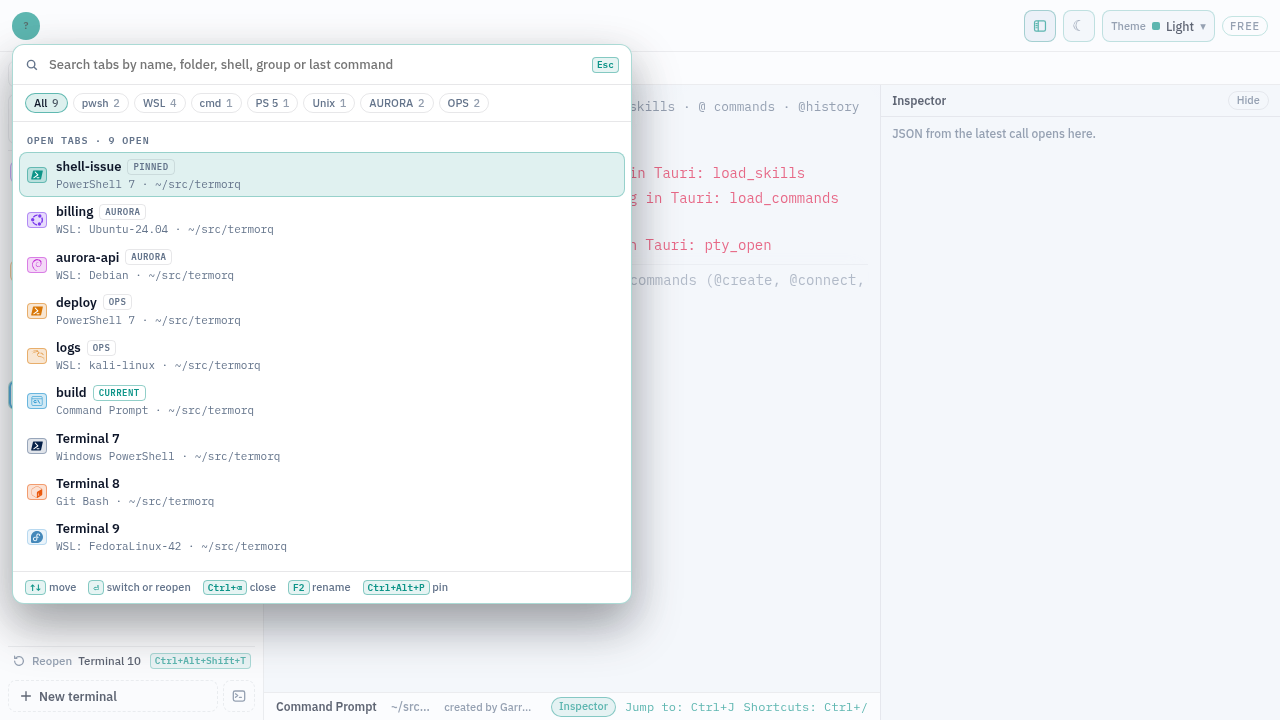 ?
Theme Light ▾
FREE
Search tabs by name, folder, shell, group or last command
Esc
All 9
pwsh 2
WSL 4
cmd 1
PS 5 1
Unix 1
AURORA 2
OPS 2
OPEN TABS · 9 OPEN
shell-issue PINNED
PowerShell 7 · ~/src/termorq
billing AURORA
WSL: Ubuntu-24.04 · ~/src/termorq
aurora-api AURORA
WSL: Debian · ~/src/termorq
deploy OPS
PowerShell 7 · ~/src/termorq
logs OPS
WSL: kali-linux · ~/src/termorq
build CURRENT
Command Prompt · ~/src/termorq
Terminal 7
Windows PowerShell · ~/src/termorq
Terminal 8
Git Bash · ~/src/termorq
Terminal 9
WSL: FedoraLinux-42 · ~/src/termorq
↑↓ move ⏎ switch or reopen Ctrl+⌫ close F2 rename Ctrl+Alt+P pin
skills · @ commands · @history
in Tauri: load_skills
g in Tauri: load_commands
n Tauri: pty_open
commands (@create, @connect,
Inspector
Hide
JSON from the latest call opens here.
Reopen Terminal 10 Ctrl+Alt+Shift+T
New terminal
Command Prompt ~/src... created by Garr... Inspector Jump to: Ctrl+J Shortcuts: Ctrl+/